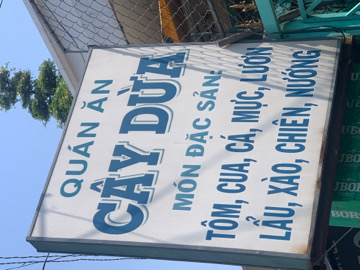 QUÁN ĂN
CÂY DỪA
MÓN ĐẶC SẢN
TÔM, CUA, CÁ, MỰC, LƯƠN
LẨU, XÀO, CHIÊN, NƯỚNG